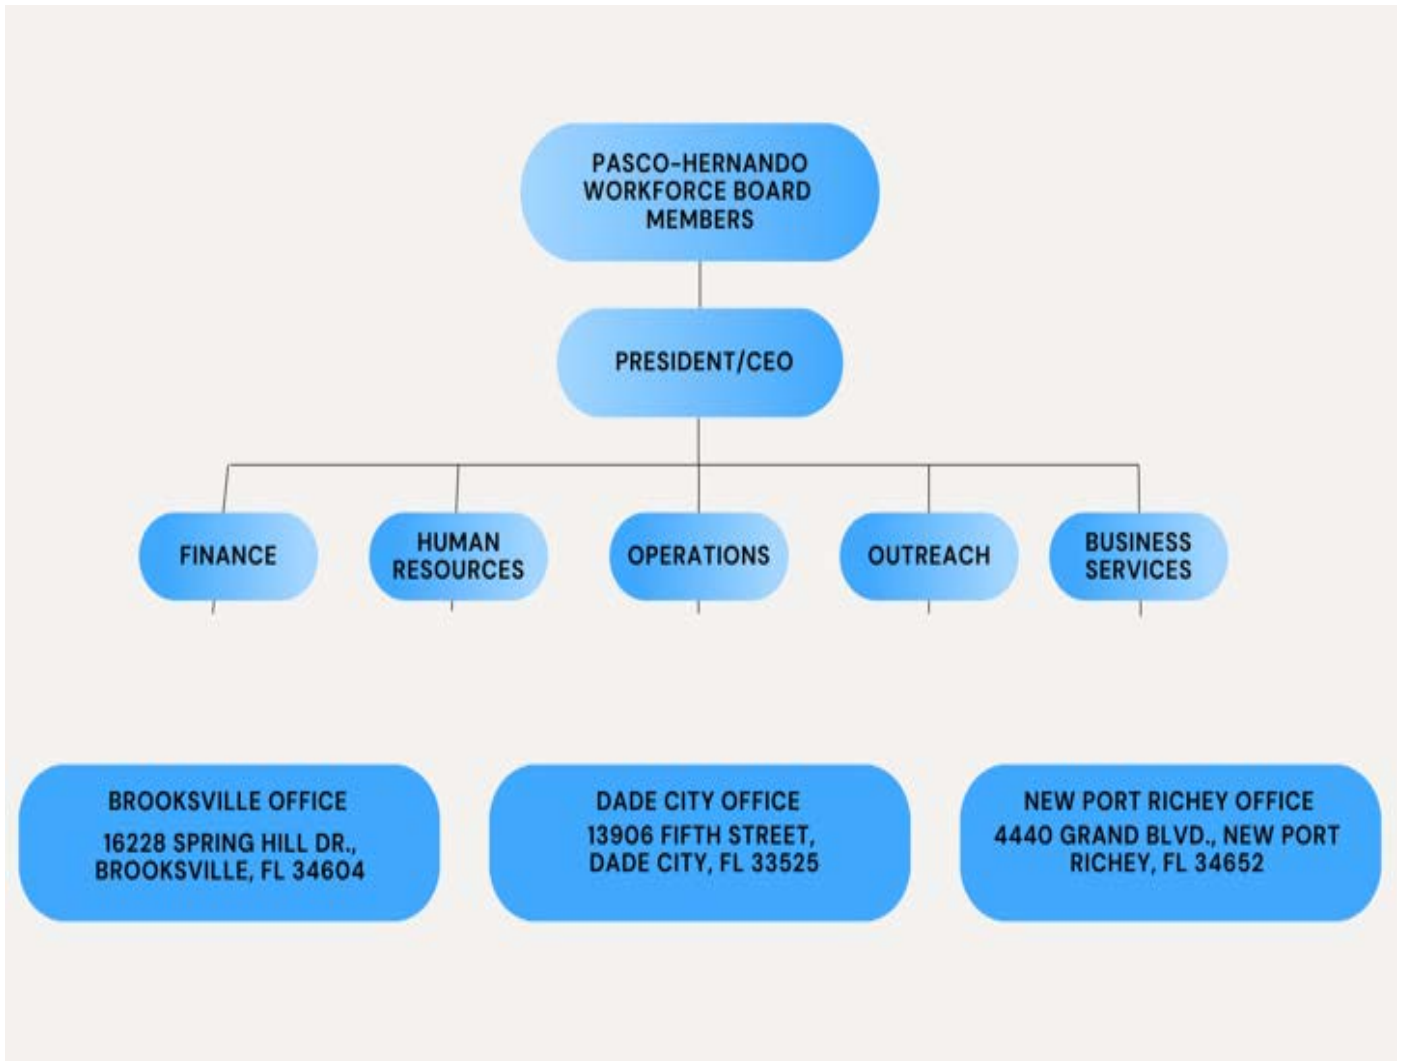 PASCO-HERNANDO
WORKFORCE BOARD
MEMBERS
PRESIDENT/CEO
FINANCE
HUMAN
RESOURCES
OPERATIONS
OUTREACH
BUSINESS
SERVICES
BROOKSVILLE OFFICE
16228 SPRING HILL DR.,
BROOKSVILLE, FL 34604
DADE CITY OFFICE
13906 FIFTH STREET,
DADE CITY, FL 33525
NEW PORT RICHEY OFFICE
4440 GRAND BLVD., NEW PORT
RICHEY, FL 34652